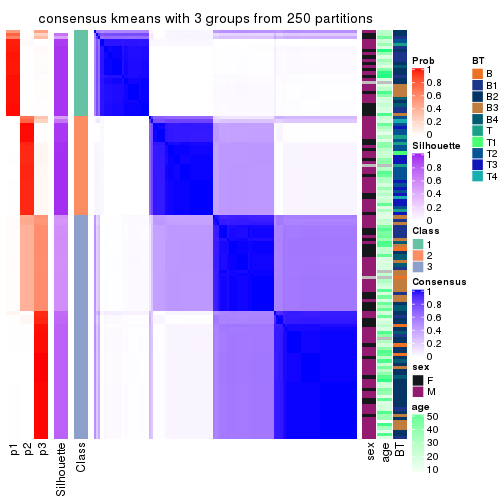 consensus kmeans with 3 groups from 250 partitions
Prob
1
0.8
0.6
0.4
0.2
0
Silhouette
1
0.8
0.6
0.4
0.2
0
Class
1
2
3
Consensus
1
0.8
0.6
0.4
0.2
0
sex
F
M
age
50
40
30
20
10
BT
B
B1
B2
B3
B4
T
T1
T2
T3
T4
p1
p2
p3
Silhouette
Class
sex
age
BT